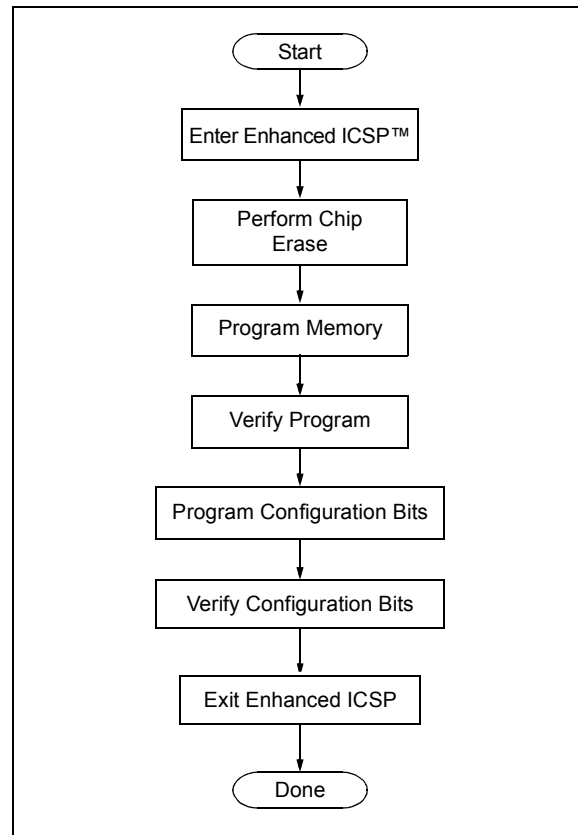 Start
Enter Enhanced ICSP™
Perform Chip
Erase
Program Memory
Verify Program
Program Configuration Bits
Verify Configuration Bits
Exit Enhanced ICSP
Done